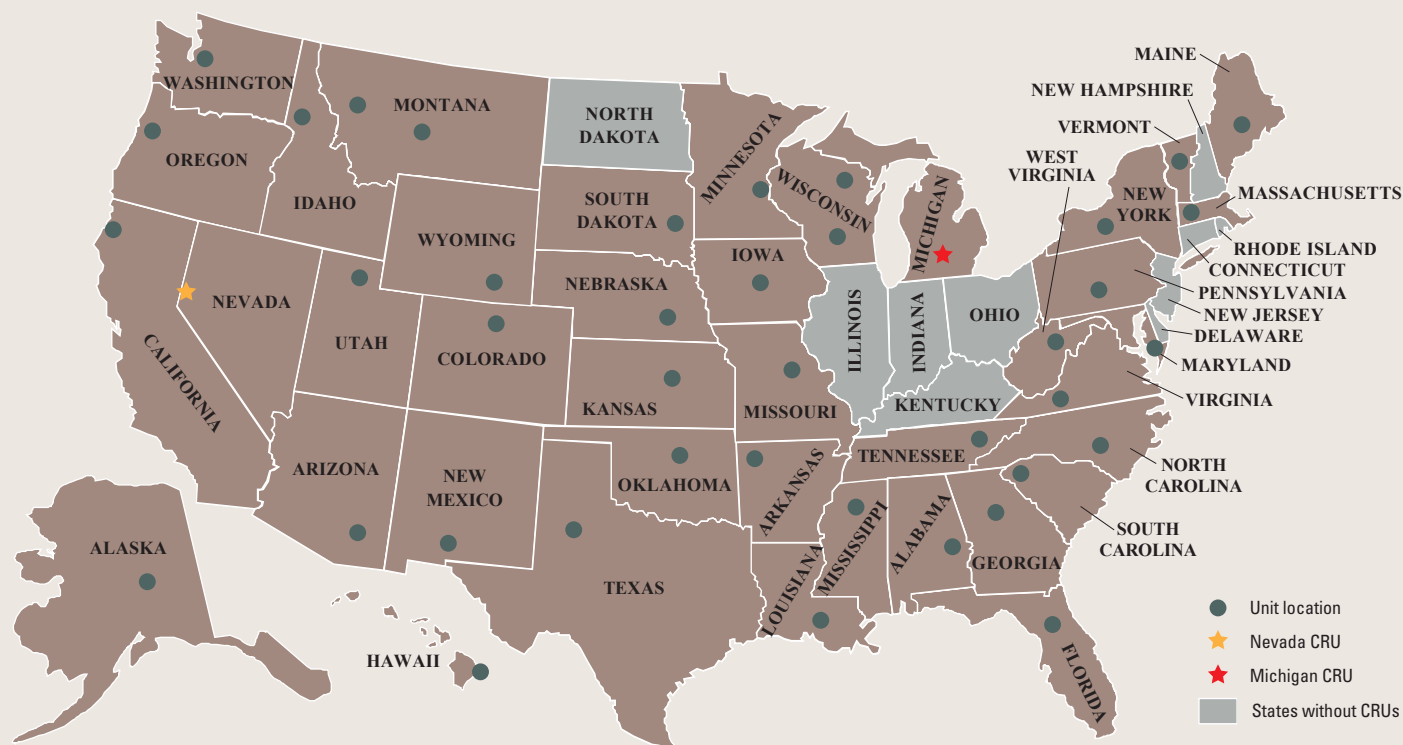 MAINE
NEW HAMPSHIRE
VERMONT
WEST
VIRGINIA
WASHINGTON
MONTANA
NORTH
DAKOTA
MINNESOTA
OREGON
IDAHO
SOUTH
DAKOTA
WISCONSIN
MICHIGAN
NEW
YORK
MASSACHUSETTS
WYOMING
RHODE ISLAND
CONNECTICUT
IOWA
NEBRASKA
NEVADA
PENNSYLVANIA
NEW JERSEY
DELAWARE
OHIO
ILLINOIS
INDIANA
UTAH
COLORADO
MARYLAND
CALIFORNIA
VIRGINIA
KANSAS
MISSOURI
KENTUCKY
TENNESSEE
NORTH
CAROLINA
ARIZONA
NEW
MEXICO
OKLAHOMA
ARKANSAS
SOUTH
CAROLINA
ALASKA
MISSISSIPPI
ALABAMA
GEORGIA
TEXAS
LOUISIANA
HAWAII
FLORIDA
Unit location
Nevada CRU
Michigan CRU
States without CRUs